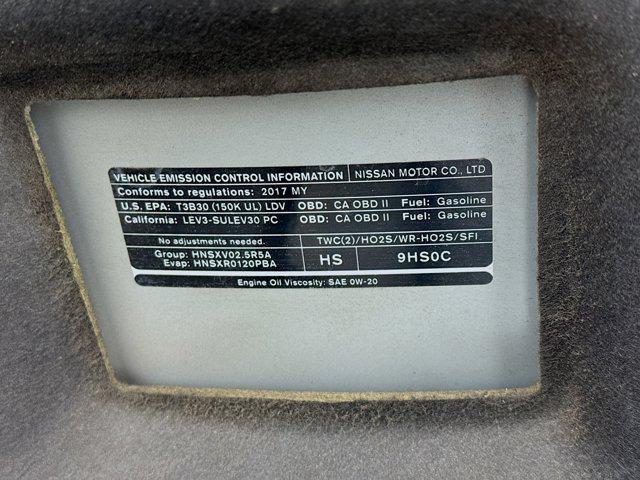 VEHICLE EMISSION CONTROL INFORMATION NISSAN MOTOR CO., LTD
Conforms to regulations: 2017 MY
U.S. EPA: T3B30 (150K UL) LDV OBD: CA OBD II Fuel: Gasoline
California: LEV3-SULEV30 PC OBD: CA OBD II Fuel: Gasoline
No adjustments needed. TWC(2)/HO2S/WR-HO2S/SFI
Group: HNSXV02.5R5A
Evap: HNSXR0120PBA
HS 9HS0C
Engine Oil Viscosity: SAE 0W-20